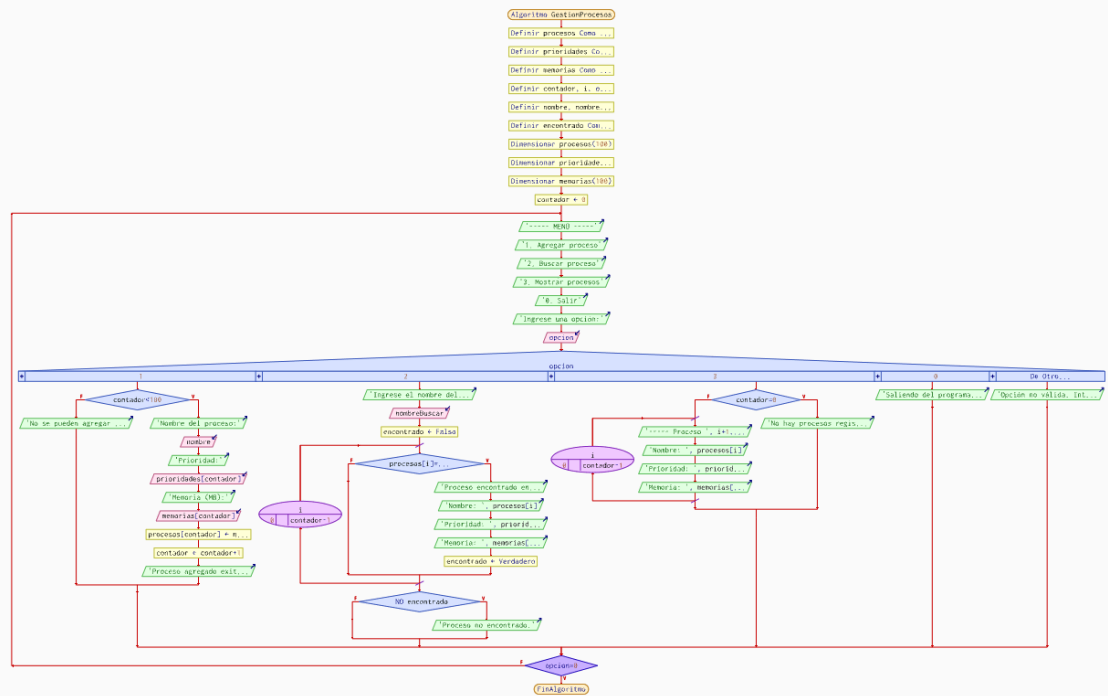 Algoritmo GestionProcesos
Definir procesos Como ...
Definir prioridades Co...
Definir memorias Como ...
Definir contador, i, o...
Definir nombre, nombre...
Definir encontrado Com...
Dimensionar procesos(100)
Dimensionar prioridade...
Dimensionar memorias(100)
contador ← 0
'----- MENÚ -----'
'1. Agregar proceso'
'2. Buscar proceso'
'3. Mostrar procesos'
'0. Salir'
'Ingrese una opcion:'
opcion
opcion
1
2
3
0
De Otro...
F
contador<100
V
'No se pueden agregar ...'
'Nombre del proceso:'
nombre
'Prioridad:'
prioridades[contador]
'Memoria (MB):'
memorias[contador]
procesos[contador] ← n...
contador ← contador+1
'Proceso agregado exit...
'Ingrese el nombre del...
nombreBuscar
encontrado ← Falso
i
0
contador-1
F
procesos[i]=...
V
'Proceso encontrado en...
'Nombre: ', procesos[i]
'Prioridad: ', priorid...
'Memoria: ', memorias[...
encontrado ← Verdadero
F
NO encontrado
V
'Proceso no encontrado.'
F
contador=0
V
i
0
contador-1
'----- Proceso ', i+1,...
'Nombre: ', procesos[i]
'Prioridad: ', priorid...
'Memoria: ', memorias[...
'No hay procesos regis...
'Saliendo del programa...
'Opción no válida. Int...
F
opcion=0
V
FinAlgoritmo